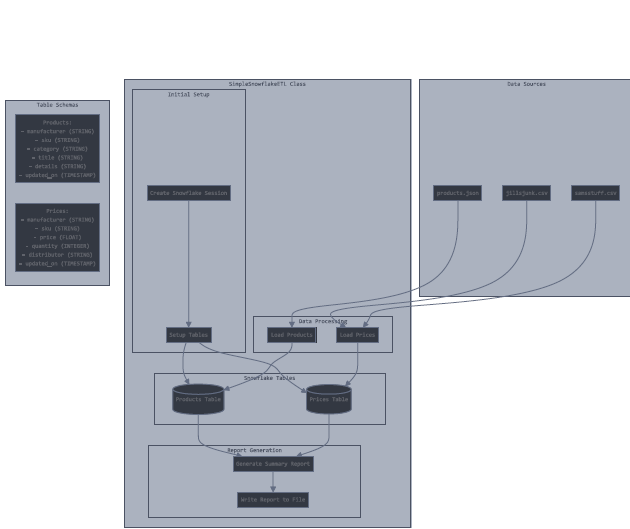 SimpleSnowflakeETL Class
Data Sources
Initial Setup
Table Schemas
Products:
- manufacturer (STRING)
- sku (STRING)
- category (STRING)
- title (STRING)
- details (STRING)
- updated_on (TIMESTAMP)
Create Snowflake Session
products.json
somestuff.csv
Prices:
- manufacturer (STRING)
- sku (STRING)
- price (FLOAT)
- quantity (INTEGER)
- distributor (STRING)
- updated_on (TIMESTAMP)
Data Processing
Setup Tables
Load Products
Load Prices
Snowflake Tables
Products Table
Prices Table
Report Generation
Generate Summary Report
Write Report to File